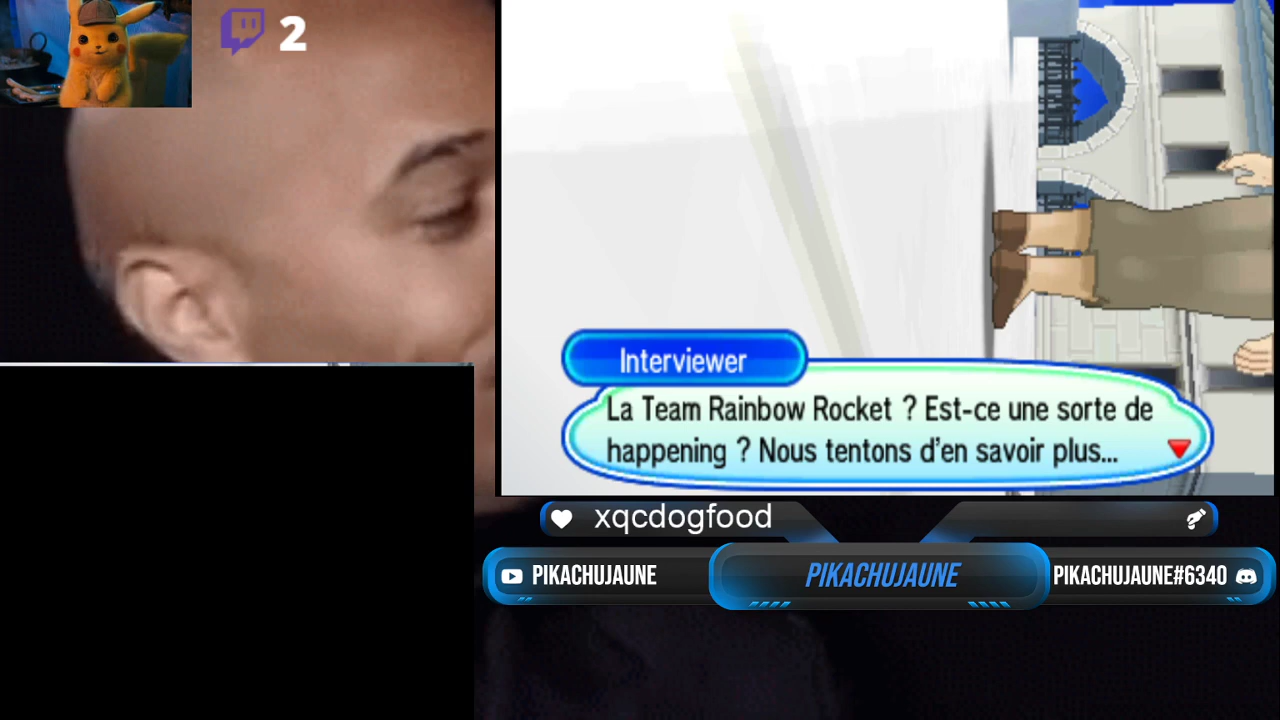 2
Interviewer
La Team Rainbow Rocket ? Est-ce une sorte de
happening ? Nous tentons d'en savoir plus...
xqcdogfood
PIKACHUJAUNE
PIKACHUJAUNE
PIKACHUJAUNE#6340